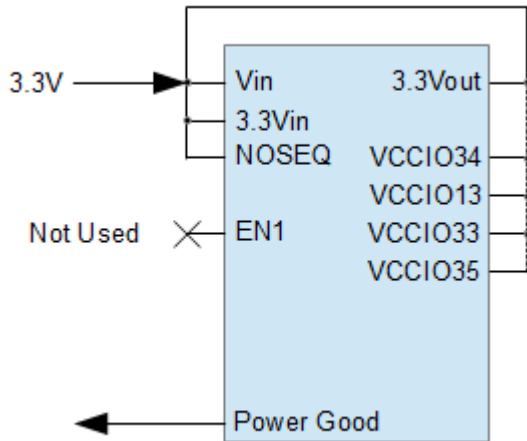 3.3V
Vin
3.3Vout
3.3Vin
NOSEQ
VCCIO34
VCCIO13
Not Used
EN1
VCCIO33
VCCIO35
Power Good